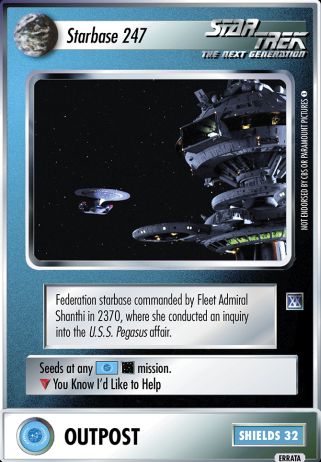 Starbase 247
STAR TREK
THE NEXT GENERATION
NOT ENDORSED BY CBS OR PARAMOUNT PICTURES
Federation starbase commanded by Fleet Admiral
Shanthi in 2370, where she conducted an inquiry
into the U.S.S. Pegasus affair.
Seeds at any mission.
You Know I'd Like to Help
OUTPOST
SHIELDS 32
ERRATA